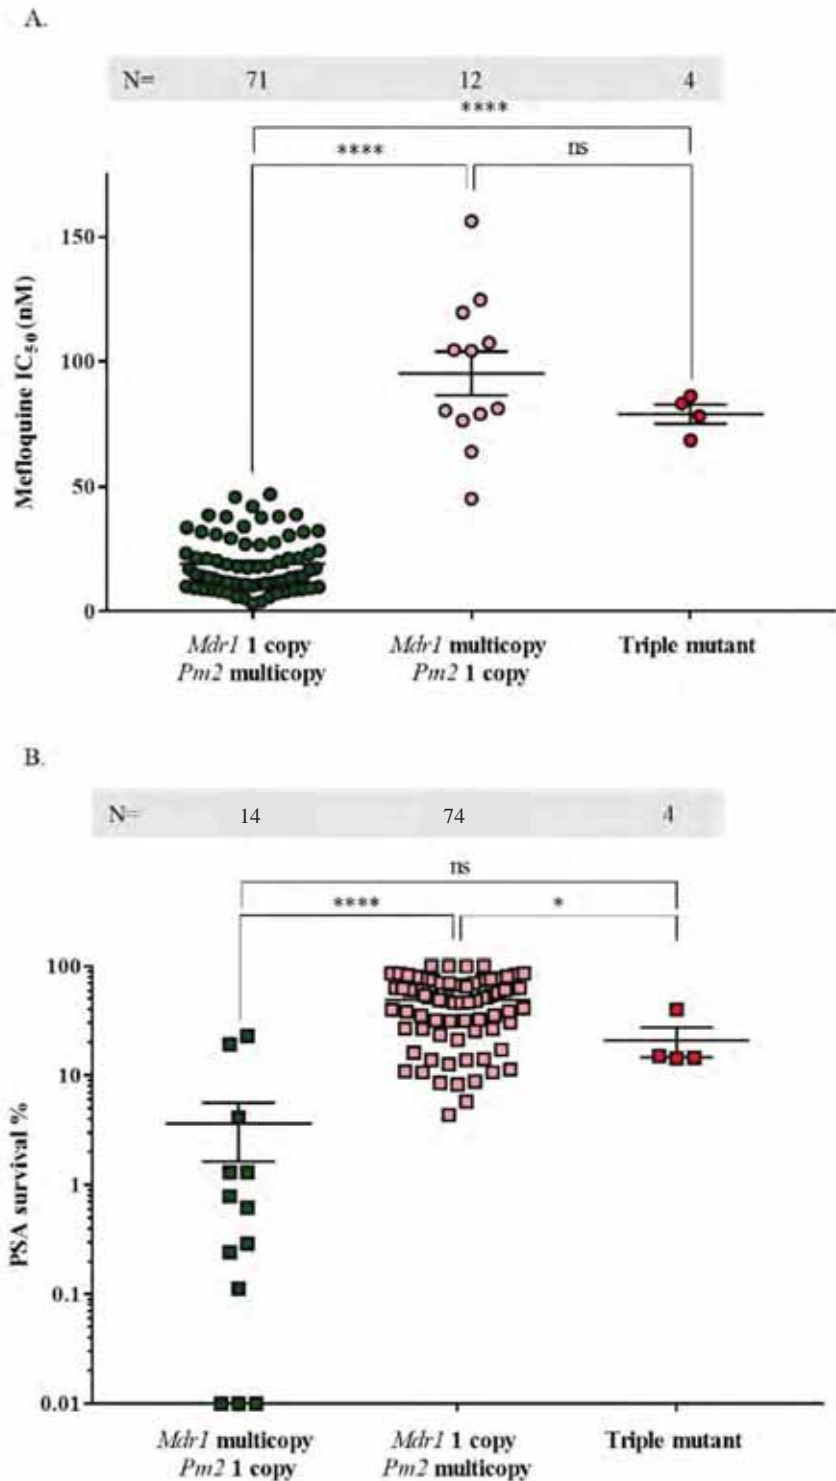 A.
N= 71 12 4
****
**** ns
Mefloquine IC50 (nM)
150
100
50
0
Mdr1 1 copy
Pm2 multicopy
Mdr1 multicopy
Pm2 1 copy
Triple mutant
B.
N= 14 74 4
ns
**** *
PSA survival %
100
10
1
0.1
0.01
Mdr1 multicopy
Pm2 1 copy
Mdr1 1 copy
Pm2 multicopy
Triple mutant